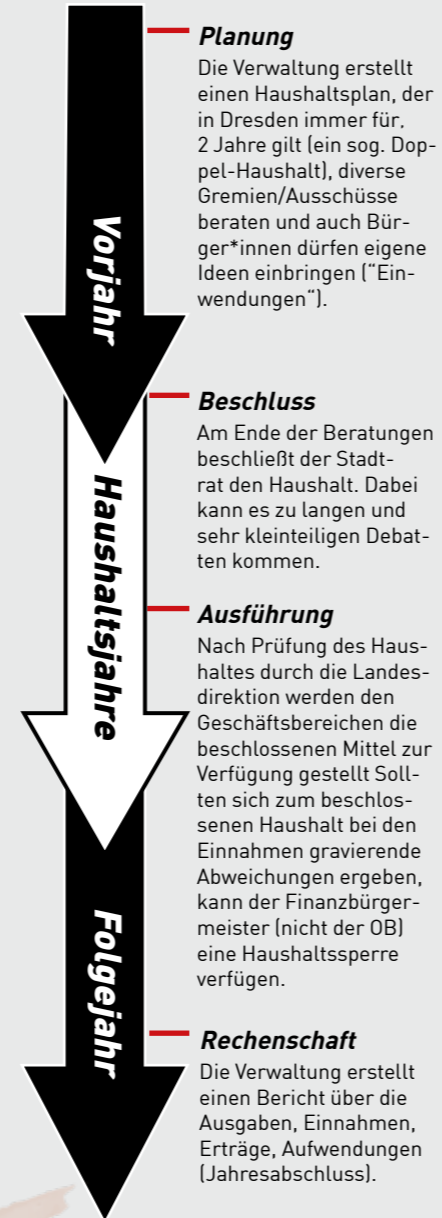 Vorjahr
Planung
Die Verwaltung erstellt
einen Haushaltsplan, der
in Dresden immer für.
2 Jahre gilt (ein sog. Dop-
pel-Haushalt), diverse
Gremien/Ausschüsse
beraten und auch Bür-
ger*innen dürfen eigene
Ideen einbringen ("Ein-
wendungen").
Haushaltsjahre
Beschluss
Am Ende der Beratungen
beschließt der Stadt-
rat den Haushalt. Dabei
kann es zu langen und
sehr kleinteiligen Debat-
ten kommen.
Ausführung
Nach Prüfung des Haus-
haltes durch die Landes-
direktion werden den
Geschäftsbereichen die
beschlossenen Mittel zur
Verfügung gestellt Soll-
ten sich zum beschlos-
senen Haushalt bei den
Einnahmen gravierende
Abweichungen ergeben,
kann der Finanzbürger-
meister (nicht der OB)
eine Haushaltssperre
verfügen.
Folgejahr
Rechenschaft
Die Verwaltung erstellt
einen Bericht über die
Ausgaben, Einnahmen,
Erträge, Aufwendungen
(Jahresabschluss).